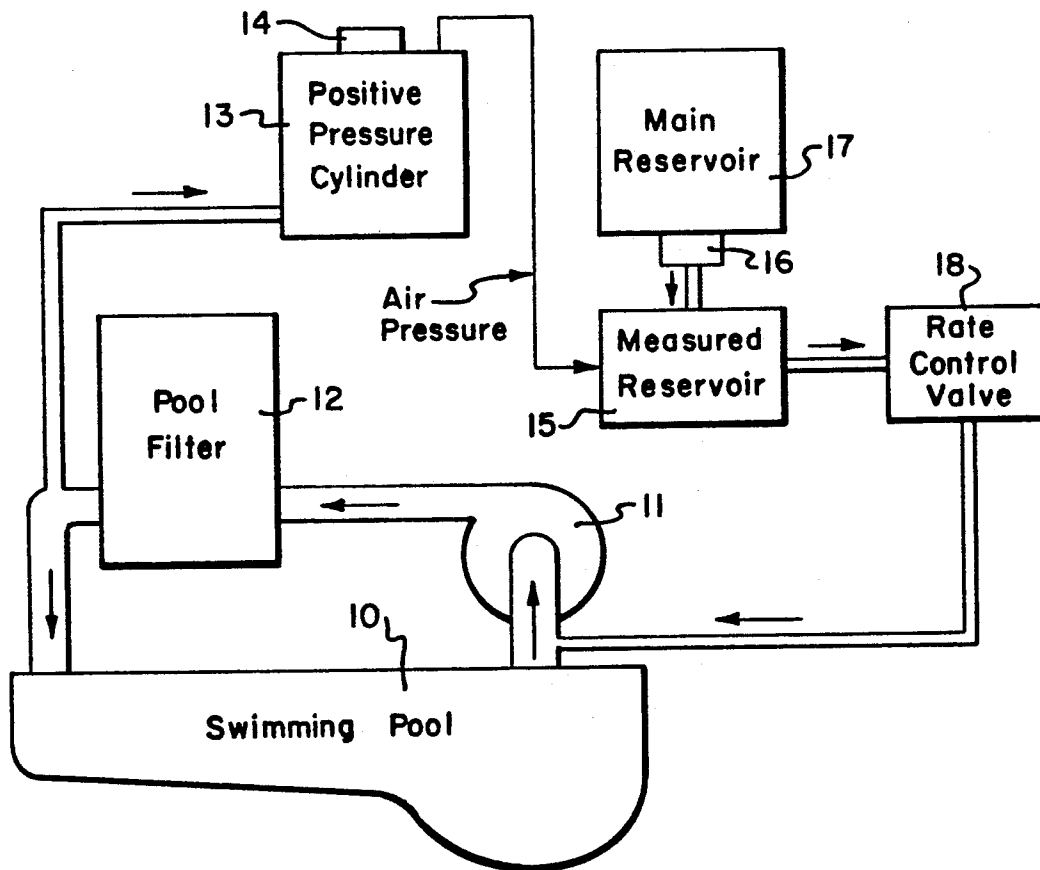 14
13
Positive
Pressure
Cylinder
Main
Reservoir
17
16
Air
Pressure
18
Rate
Control
Valve
Measured
Reservoir
15
Pool
Filter
12
11
10
Swimming Pool